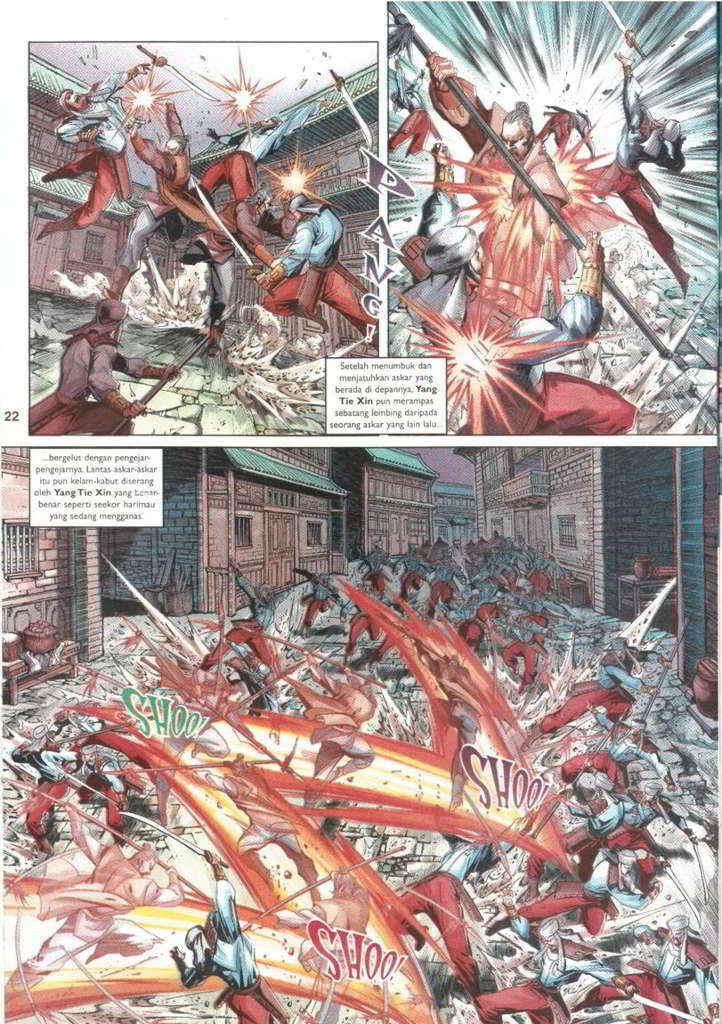 PANG!
Setelah menumbuk dan
menjatuhkan askar yang
berada di depannya, Yang
Tie Xin pun merampas
sebatang lembing daripada
seorang askar yang lain lalu...
22
...bergelut dengan pengejar-
pengejarnya. Lantas askar-askar
itu pun kelam-kabut diserang
oleh Yang Tie Xin yang benar-
benar seperti seekor harimau
yang sedang mengganas.
SHOO!
SHOO!
SHOO!